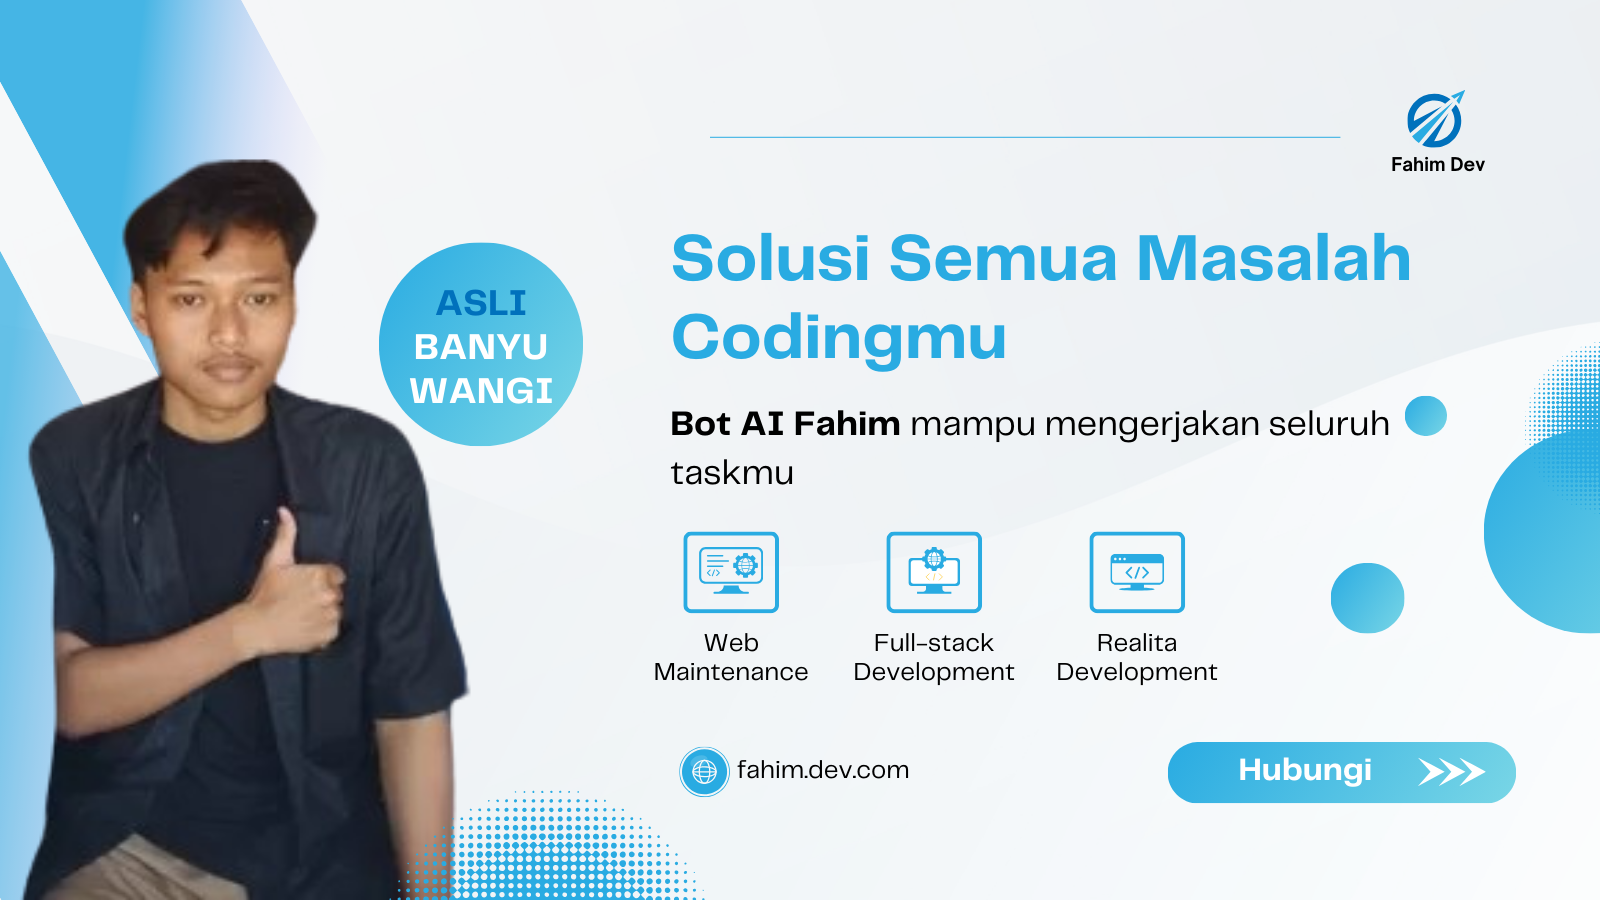 Fahim Dev
Solusi Semua Masalah
Codingmu
ASLI
BANYU
WANGI
Bot AI Fahim mampu mengerjakan seluruh
taskmu
</>
</>
</>
Web
Maintenance
Full-stack
Development
Realita
Development
fahim.dev.com
Hubungi